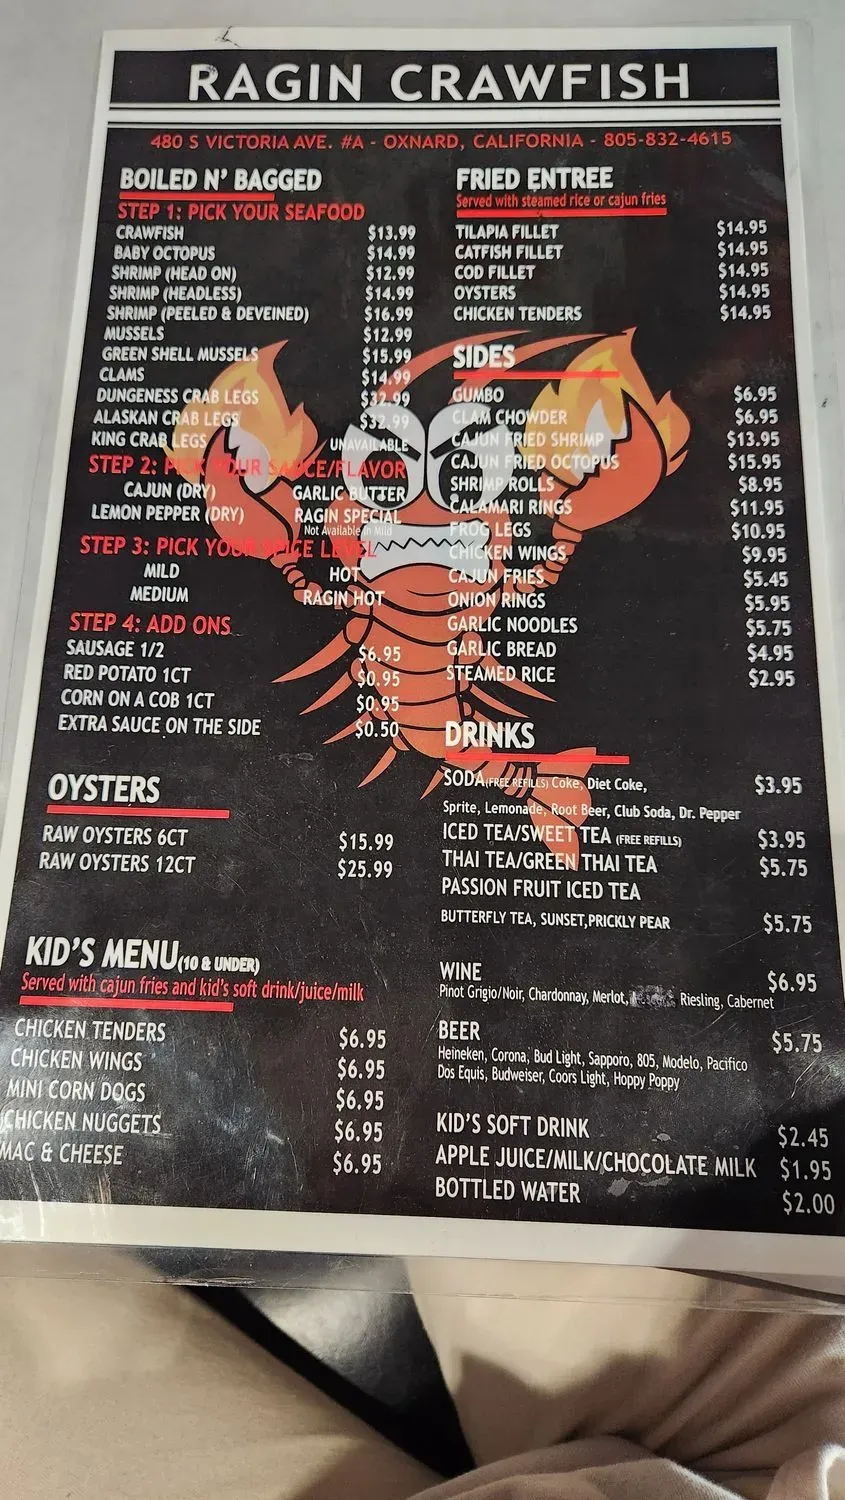 RAGIN CRAWFISH
480 S VICTORIA AVE. #A - OXNARD, CALIFORNIA - 805-832-4615
BOILED N' BAGGED
STEP 1: PICK YOUR SEAFOOD
CRAWFISH $13.99
BABY OCTOPUS $14.99
SHRIMP (HEAD ON) $12.99
SHRIMP (HEADLESS) $14.99
SHRIMP (PEELED & DEVEINED) $16.99
MUSSELS $12.99
GREEN SHELL MUSSELS $15.99
CLAMS $14.99
DUNGENESS CRAB LEGS $32.99
ALASKAN CRAB LEGS $32.99
KING CRAB LEGS UNAVAILABLE
STEP 2: PICK YOUR SAUCE/FLAVOR
CAJUN (DRY) GARLIC BUTTER
LEMON PEPPER (DRY) RAGIN SPECIAL
Not Available in Mild
STEP 3: PICK YOUR SPICE LEVEL
MILD HOT
MEDIUM RAGIN HOT
STEP 4: ADD ONS
SAUSAGE 1/2 $6.95
RED POTATO 1CT $0.95
CORN ON A COB 1CT $0.95
EXTRA SAUCE ON THE SIDE $0.50
OYSTERS
RAW OYSTERS 6CT $15.99
RAW OYSTERS 12CT $25.99
KID'S MENU (10 & UNDER)
Served with cajun fries and kid's soft drink/juice/milk
CHICKEN TENDERS $6.95
CHICKEN WINGS $6.95
MINI CORN DOGS $6.95
CHICKEN NUGGETS $6.95
MAC & CHEESE $6.95
FRIED ENTREE
Served with steamed rice or cajun fries
TILAPIA FILLET $14.95
CATFISH FILLET $14.95
COD FILLET $14.95
OYSTERS $14.95
CHICKEN TENDERS $14.95
SIDES
GUMBO $6.95
CLAM CHOWDER $6.95
CAJUN FRIED SHRIMP $13.95
CAJUN FRIED OCTOPUS $15.95
SHRIMP ROLLS $8.95
CALAMARI RINGS $11.95
FROG LEGS $10.95
CHICKEN WINGS $9.95
CAJUN FRIES $5.45
ONION RINGS $5.95
GARLIC NOODLES $5.75
GARLIC BREAD $4.95
STEAMED RICE $2.95
DRINKS
SODA (FREE REFILLS) Coke, Diet Coke, $3.95
Sprite, Lemonade, Root Beer, Club Soda, Dr. Pepper
ICED TEA/SWEET TEA (FREE REFILLS) $3.95
THAI TEA/GREEN THAI TEA $5.75
PASSION FRUIT ICED TEA
BUTTERFLY TEA, SUNSET,PRICKLY PEAR $5.75
WINE $6.95
Pinot Grigio/Noir, Chardonnay, Merlot, Riesling, Cabernet
BEER $5.75
Heineken, Corona, Bud Light, Sapporo, 805, Modelo, Pacifico
Dos Equis, Budweiser, Coors Light, Hoppy Poppy
KID'S SOFT DRINK $2.45
APPLE JUICE/MILK/CHOCOLATE MILK $1.95
BOTTLED WATER $2.00